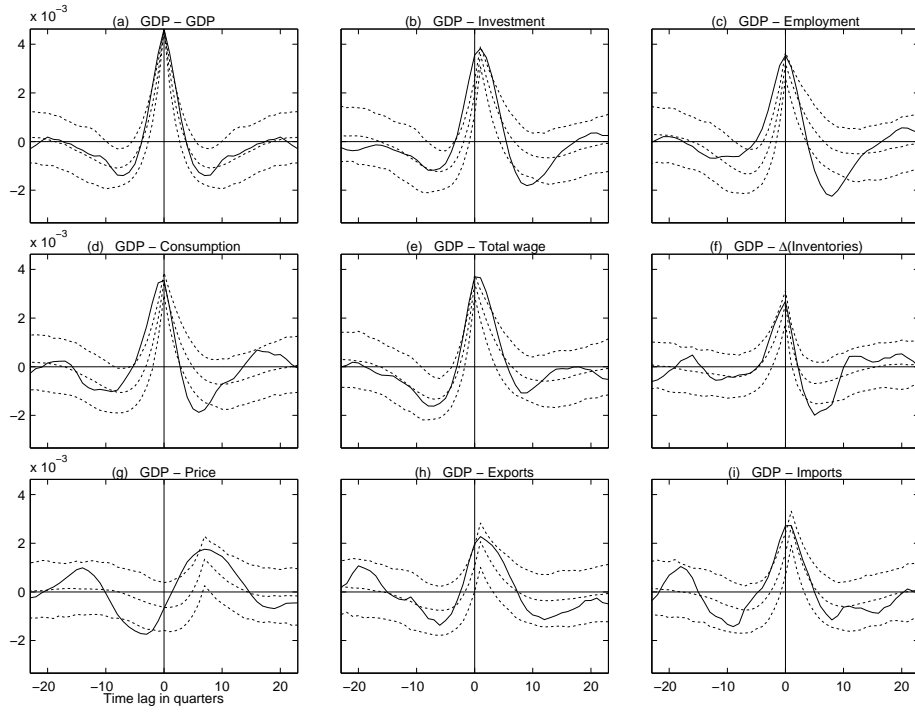 x 10⁻³
(a) GDP − GDP
(b) GDP − Investment
(c) GDP − Employment
4
2
0
−2
x 10⁻³
(d) GDP − Consumption
(e) GDP − Total wage
(f) GDP − Δ(Inventories)
4
2
0
−2
x 10⁻³
(g) GDP − Price
(h) GDP − Exports
(i) GDP − Imports
4
2
0
−2
−20 −10 0 10 20
−20 −10 0 10 20
−20 −10 0 10 20
Time lag in quarters